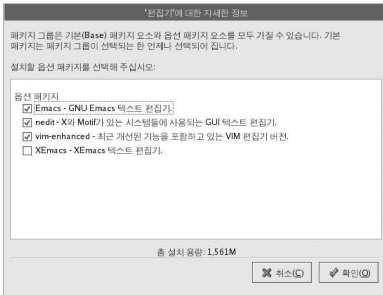 '편집기'에 대한 자세한 정보
패키지 그룹은 기본(Base) 패키지 요소와 옵션 패키지 요소를 모두 가질 수 있습니다. 기본
패키지는 패키지 그룹이 선택되는 한 언제나 선택되어 집니다.
설치할 옵션 패키지를 선택해 주십시오:
옵션 패키지
Emacs - GNU Emacs 텍스트 편집기.
nedit - X와 Motif가 있는 시스템들에 사용되는 GUI 텍스트 편집기.
vim-enhanced - 최근 개선된 기능을 포함하고 있는 VIM 편집기 버전.
XEmacs - XEmacs 텍스트 편집기.
총 설치 용량: 1,561M
취소(C)
확인(O)